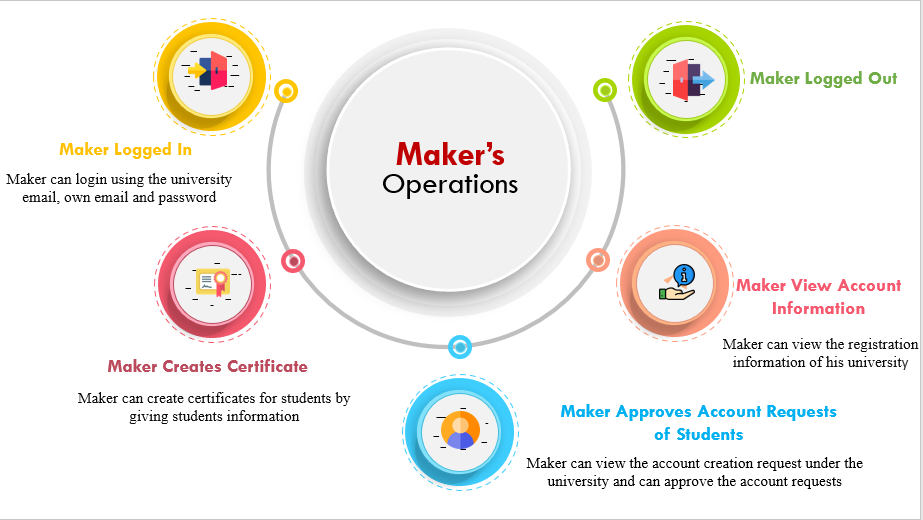 Maker's
Operations
Maker Logged In
Maker can login using the university
email, own email and password
Maker Creates Certificate
Maker can create certificates for students by
giving students information
Maker Approves Account Requests
of Students
Maker can view the account creation request under the
university and can approve the account requests
Maker View Account
Information
Maker can view the registration
information of his university
Maker Logged Out